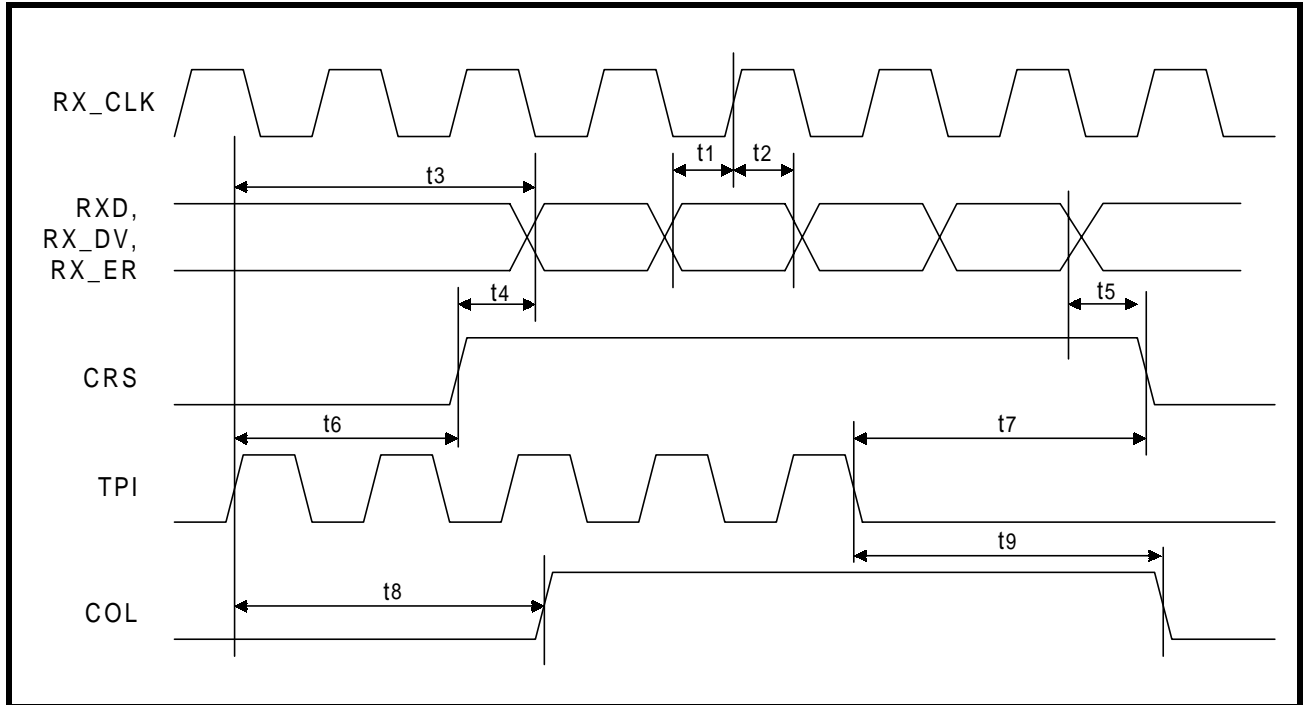 RX_CLK
t1
t2
t3
RXD,
RX_DV,
RX_ER
t4
t5
CRS
t6
t7
TPI
t9
t8
COL